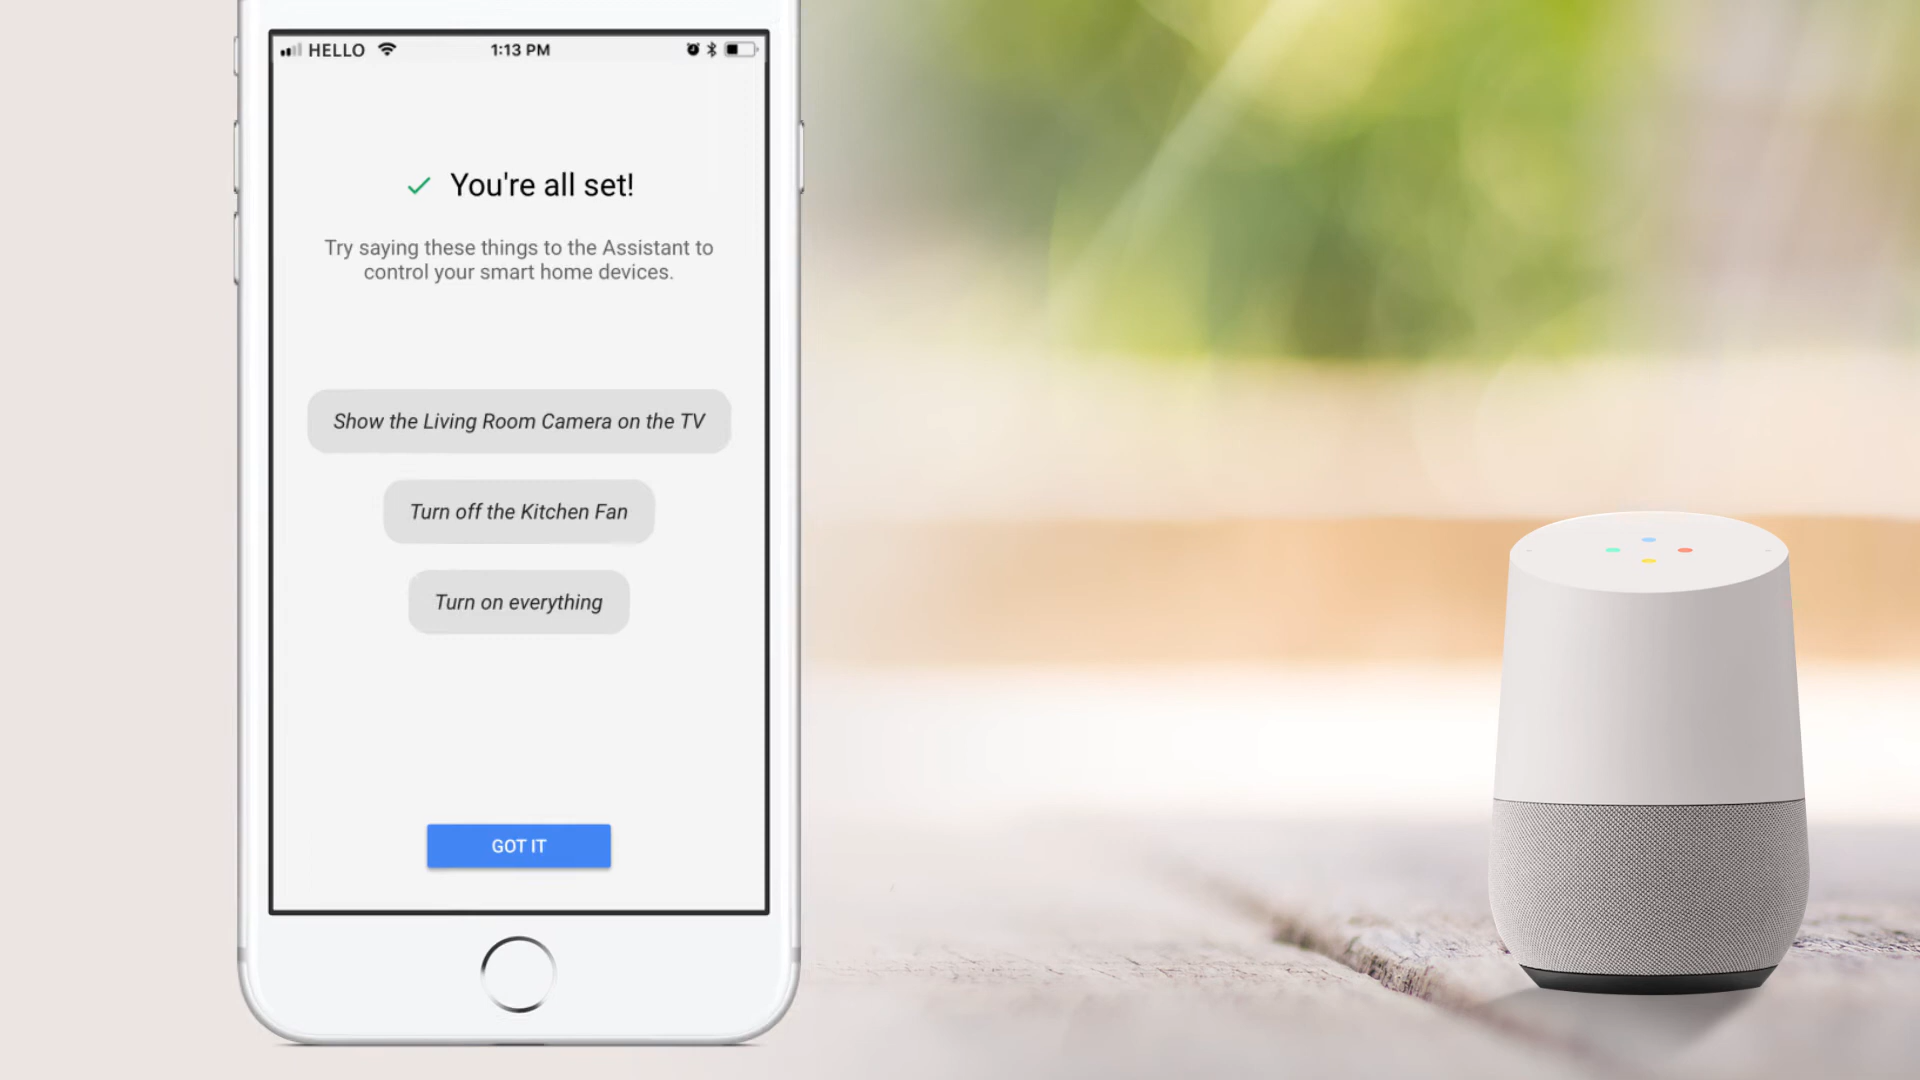 HELLO 1:13 PM
You're all set!
Try saying these things to the Assistant to
control your smart home devices.
Show the Living Room Camera on the TV
Turn off the Kitchen Fan
Turn on everything
GOT IT